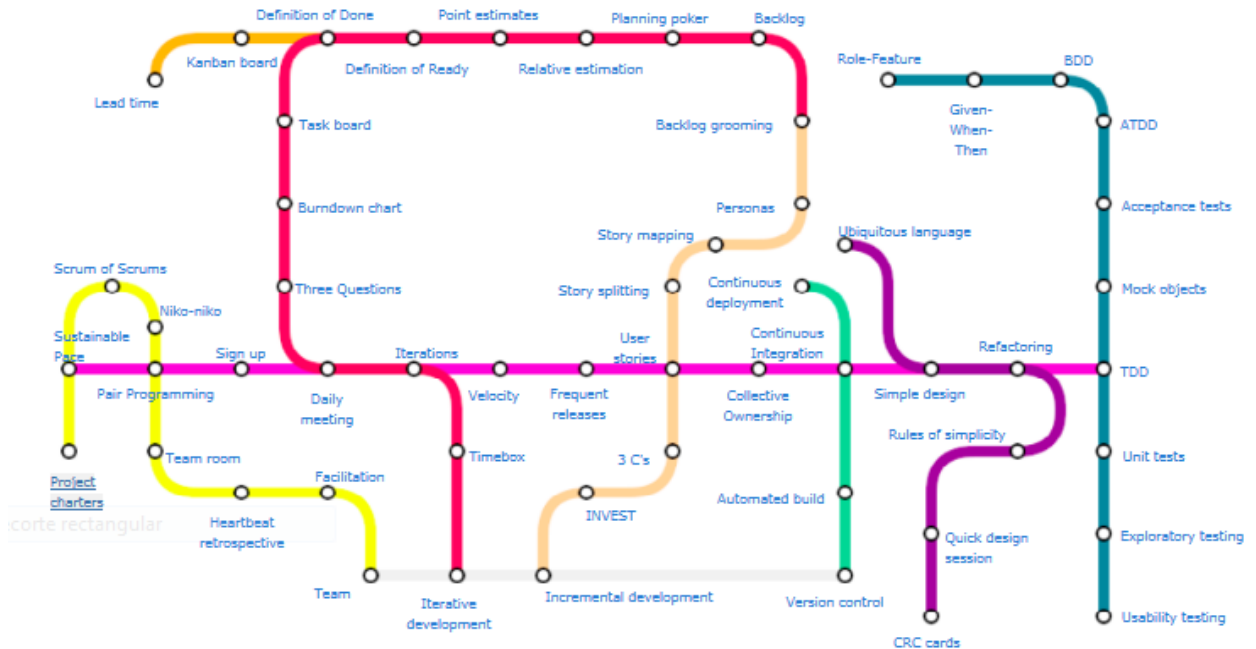 Definition of Done
Point estimates
Planning poker
Backlog
Kanban board
Definition of Ready
Relative estimation
Role-Feature
BDD
Lead time
Given-
When-
Then
Task board
Backlog grooming
ATDD
Burndown chart
Personas
Acceptance tests
Story mapping
Ubiquitous language
Scrum of Scrums
Three Questions
Story splitting
Continuous
deployment
Mock objects
Niko-niko
Sustainable
Pace
Sign up
Iterations
User
stories
Continuous
Integration
Refactoring
TDD
Pair Programming
Daily
meeting
Velocity
Frequent
releases
Collective
Ownership
Simple design
Rules of simplicity
Team room
Timebox
3 C's
Unit tests
Project
charters
Facilitation
Automated build
INVEST
ecorte rectangular
Heartbeat
retrospective
Quick design
session
Exploratory testing
Team
Iterative
development
Incremental development
Version control
Usability testing
CRC cards